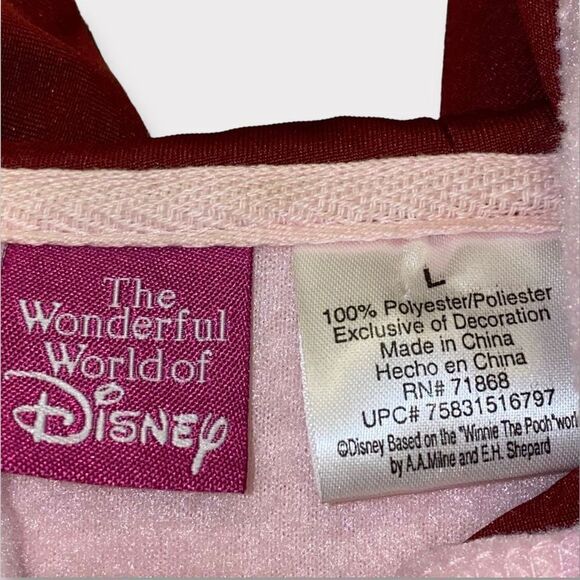 The
Wonderful
World of
Disney
L
100% Polyester/Poliester
Exclusive of Decoration
Made in China
Hecho en China
RN# 71868
UPC# 75831516797
©Disney Based on the "Winnie The Pooh" work
by A.A.Milne and E.H. Shepard